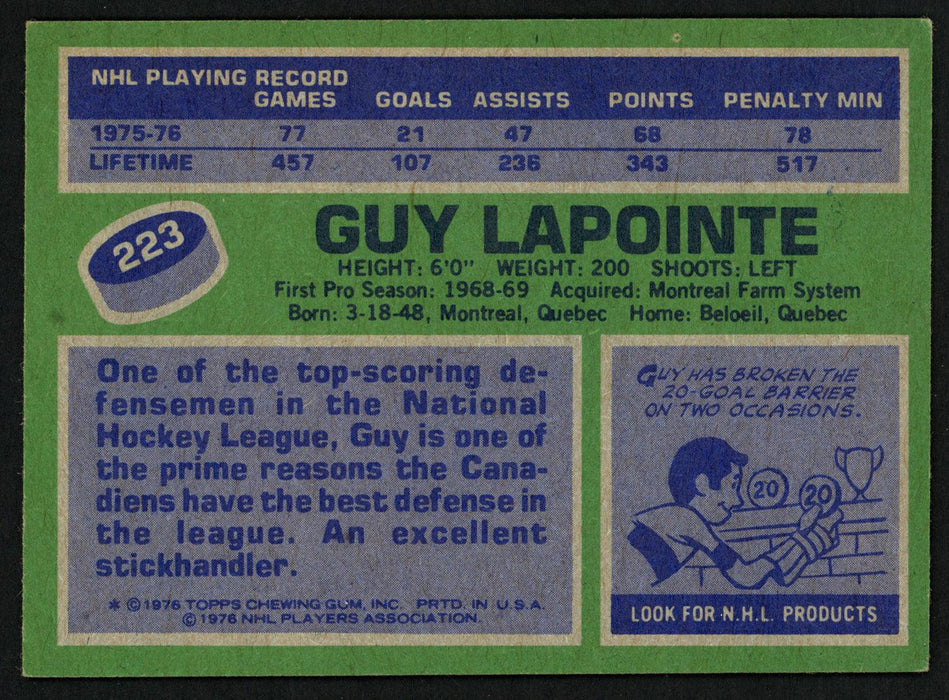 NHL PLAYING RECORD
GAMES GOALS ASSISTS POINTS PENALTY MIN
1975-76 77 21 47 68 78
LIFETIME 457 107 236 343 517
223
GUY LAPOINTE
HEIGHT: 6'0" WEIGHT: 200 SHOOTS: LEFT
First Pro Season: 1968-69 Acquired: Montreal Farm System
Born: 3-18-48, Montreal, Quebec Home: Beloeil, Quebec
One of the top-scoring de-
fensemen in the National
Hockey League, Guy is one of
the prime reasons the Cana-
diens have the best defense in
the league. An excellent
stickhandler.
* ©1976 TOPPS CHEWING GUM, INC. PRTD. IN U.S.A.
©1976 NHL PLAYERS ASSOCIATION.
GUY HAS BROKEN THE
20-GOAL BARRIER
ON TWO OCCASIONS.
20 20
LOOK FOR N.H.L. PRODUCTS